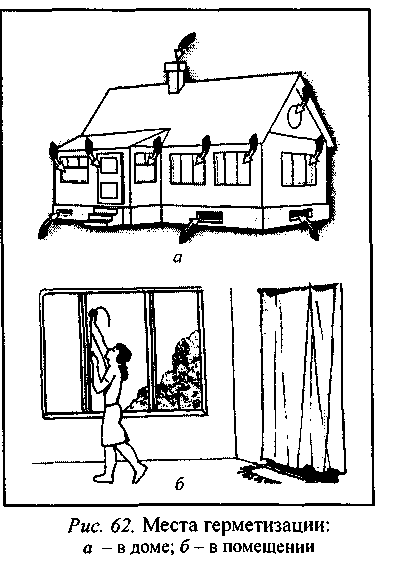 а
б
Рис. 62. Места герметизации:
а – в доме; б – в помещении